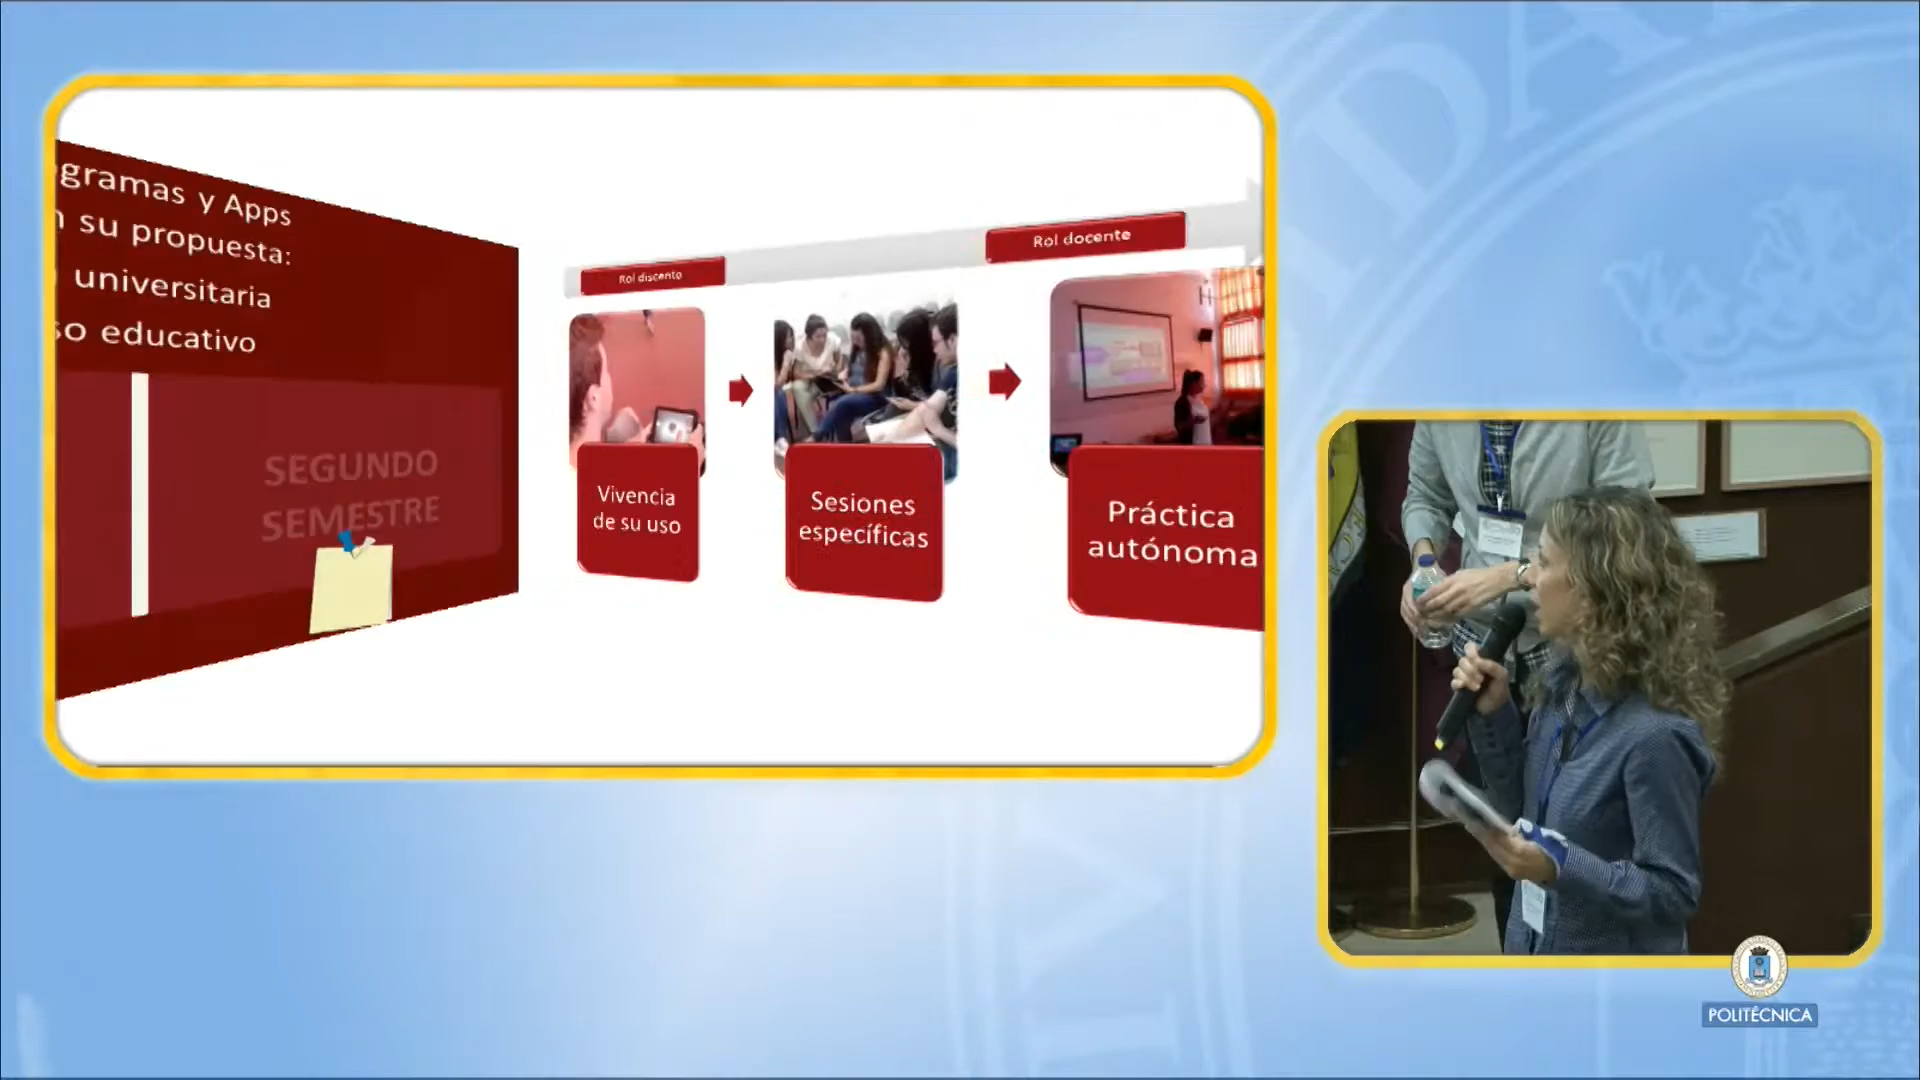 gramas y Apps
su propuesta:
universitaria
so educativo
SEGUNDO
SEMESTRE
Rol discente
Rol docente
Vivencia
de su uso
Sesiones
específicas
Práctica
autónoma
POLITÉCNICA